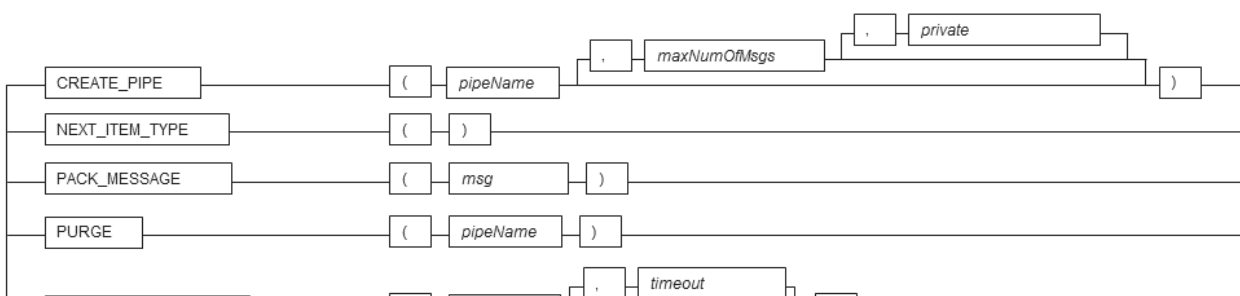 , private
, maxNumOfMsgs
CREATE_PIPE ( pipeName )
NEXT_ITEM_TYPE ( )
PACK_MESSAGE ( msg )
PURGE ( pipeName )
, timeout